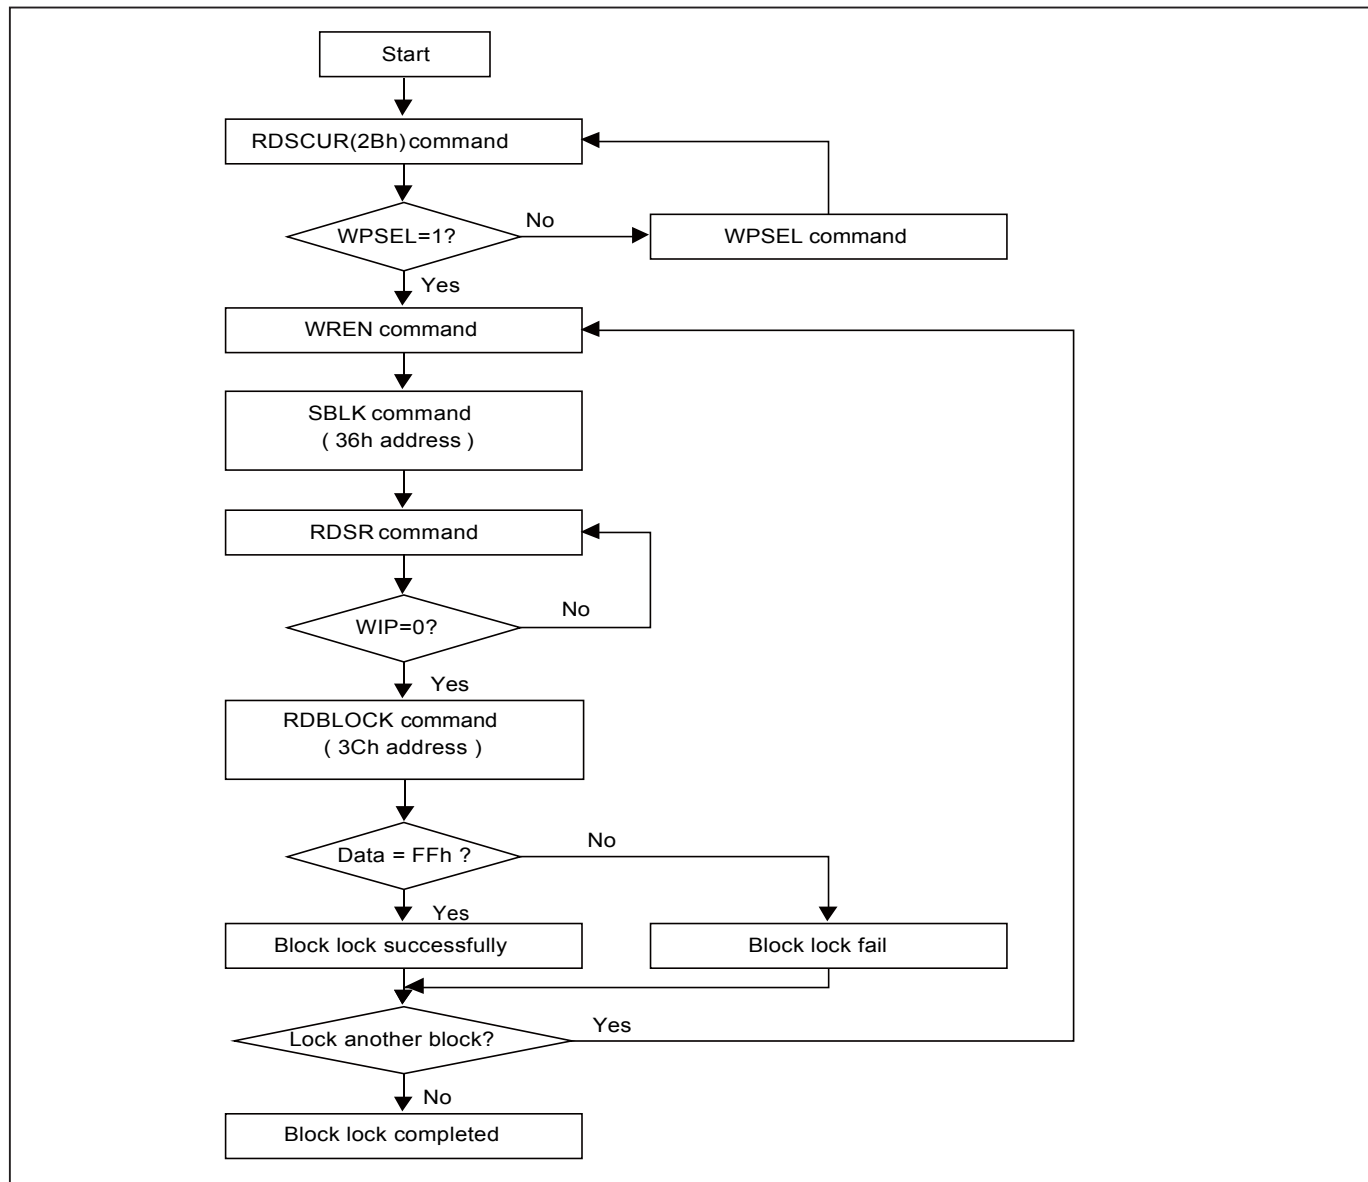 Start
RDSCUR(2Bh) command
WPSEL=1?
No
WPSEL command
Yes
WREN command
SBLK command
( 36h address )
RDSR command
WIP=0?
No
Yes
RDBLOCK command
( 3Ch address )
Data = FFh ?
No
Yes
Block lock successfully
Block lock fail
Lock another block?
Yes
No
Block lock completed